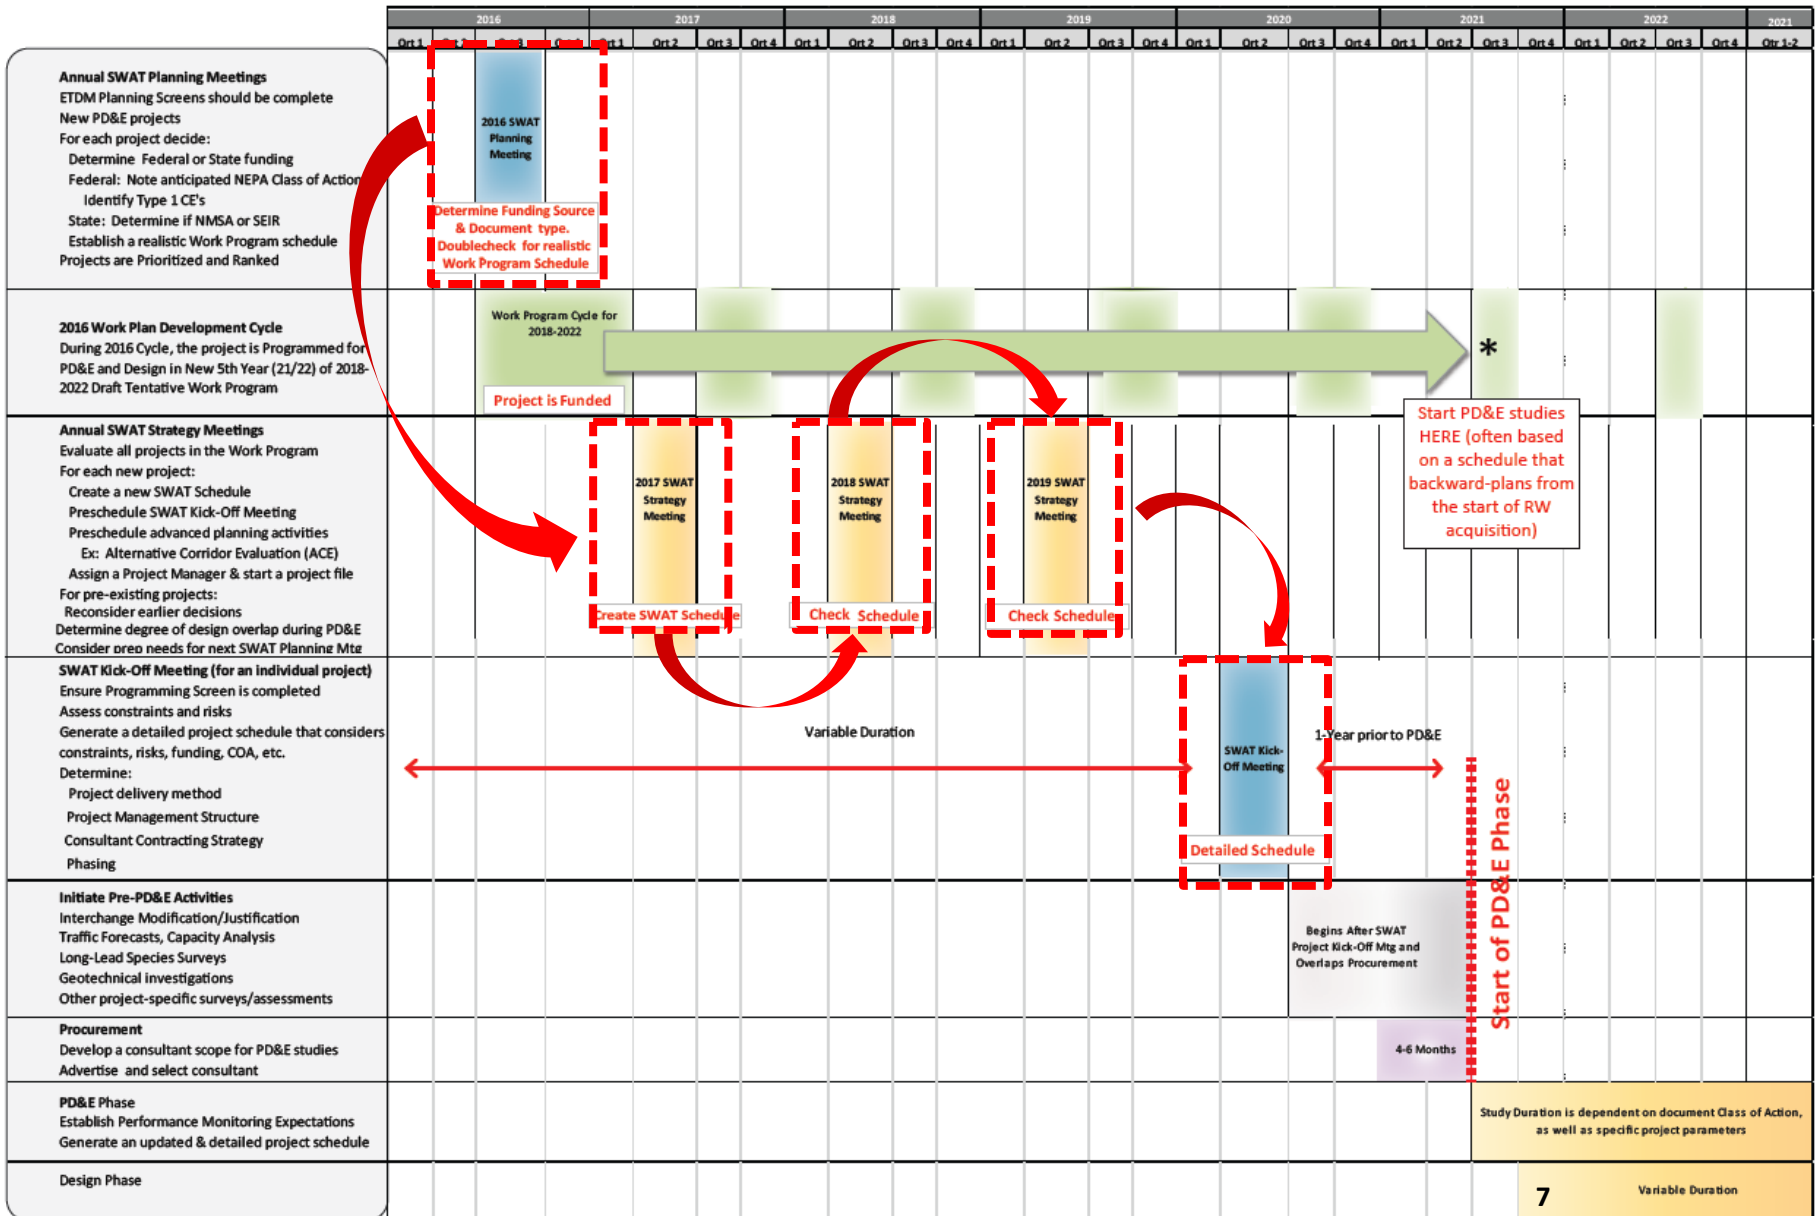 2016 2017 2018 2019 2020 2021 2022 2021
Qrt 1 Qrt 1 Qrt 2 Qrt 3 Qrt 4 Qrt 1 Qrt 2 Qrt 3 Qrt 4 Qrt 1 Qrt 2 Qrt 3 Qrt 4 Qrt 1 Qrt 2 Qrt 3 Qrt 4 Qrt 1 Qrt 2 Qrt 3 Qrt 4 Qrt 1 Qrt 2 Qrt 3 Qrt 4 Qtr 1-2
Annual SWAT Planning Meetings
ETDM Planning Screens should be complete
New PD&E projects
For each project decide:
Determine Federal or State funding
Federal: Note anticipated NEPA Class of Action
Identify Type 1 CE's
State: Determine if NMSA or SEIR
Establish a realistic Work Program schedule
Projects are Prioritized and Ranked
2016 SWAT
Planning
Meeting
Determine Funding Source
& Document type.
Doublecheck for realistic
Work Program Schedule
2016 Work Plan Development Cycle
During 2016 Cycle, the project is Programmed for
PD&E and Design in New 5th Year (21/22) of 2018-
2022 Draft Tentative Work Program
Work Program Cycle for
2018-2022
Project is Funded
*
Start PD&E studies
HERE (often based
on a schedule that
backward-plans from
the start of RW
acquisition)
Annual SWAT Strategy Meetings
Evaluate all projects in the Work Program
For each new project:
Create a new SWAT Schedule
Preschedule SWAT Kick-Off Meeting
Preschedule advanced planning activities
Ex: Alternative Corridor Evaluation (ACE)
Assign a Project Manager & start a project file
For pre-existing projects:
Reconsider earlier decisions
Determine degree of design overlap during PD&E
Consider prep needs for next SWAT Planning Mtg
2017 SWAT
Strategy
Meeting
Create SWAT Schedule
2018 SWAT
Strategy
Meeting
Check Schedule
2019 SWAT
Strategy
Meeting
Check Schedule
SWAT Kick-Off Meeting (for an individual project)
Ensure Programming Screen is completed
Assess constraints and risks
Generate a detailed project schedule that considers
constraints, risks, funding, COA, etc.
Determine:
Project delivery method
Project Management Structure
Consultant Contracting Strategy
Phasing
Variable Duration
SWAT Kick-
Off Meeting
Detailed Schedule
1-Year prior to PD&E
Start of PD&E Phase
Initiate Pre-PD&E Activities
Interchange Modification/Justification
Traffic Forecasts, Capacity Analysis
Long-Lead Species Surveys
Geotechnical investigations
Other project-specific surveys/assessments
Begins After SWAT
Project Kick-Off Mtg and
Overlaps Procurement
Procurement
Develop a consultant scope for PD&E studies
Advertise and select consultant
4-6 Months
PD&E Phase
Establish Performance Monitoring Expectations
Generate an updated & detailed project schedule
Study Duration is dependent on document Class of Action,
as well as specific project parameters
Design Phase
7
Variable Duration